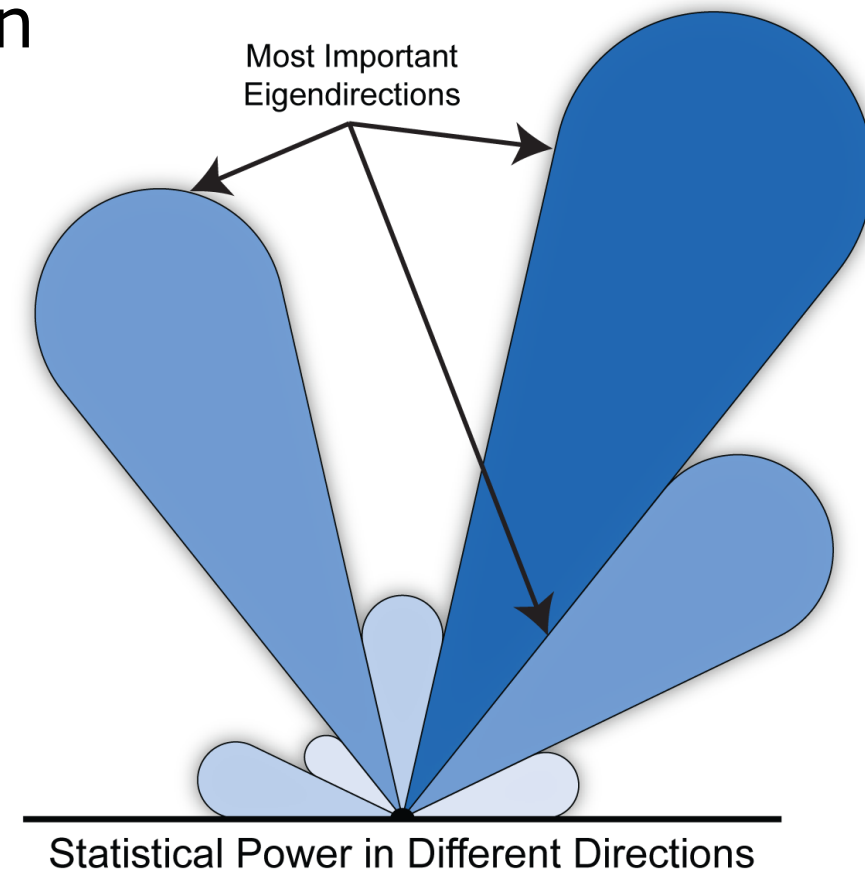 n
Most Important
Eigendirections
Statistical Power in Different Directions